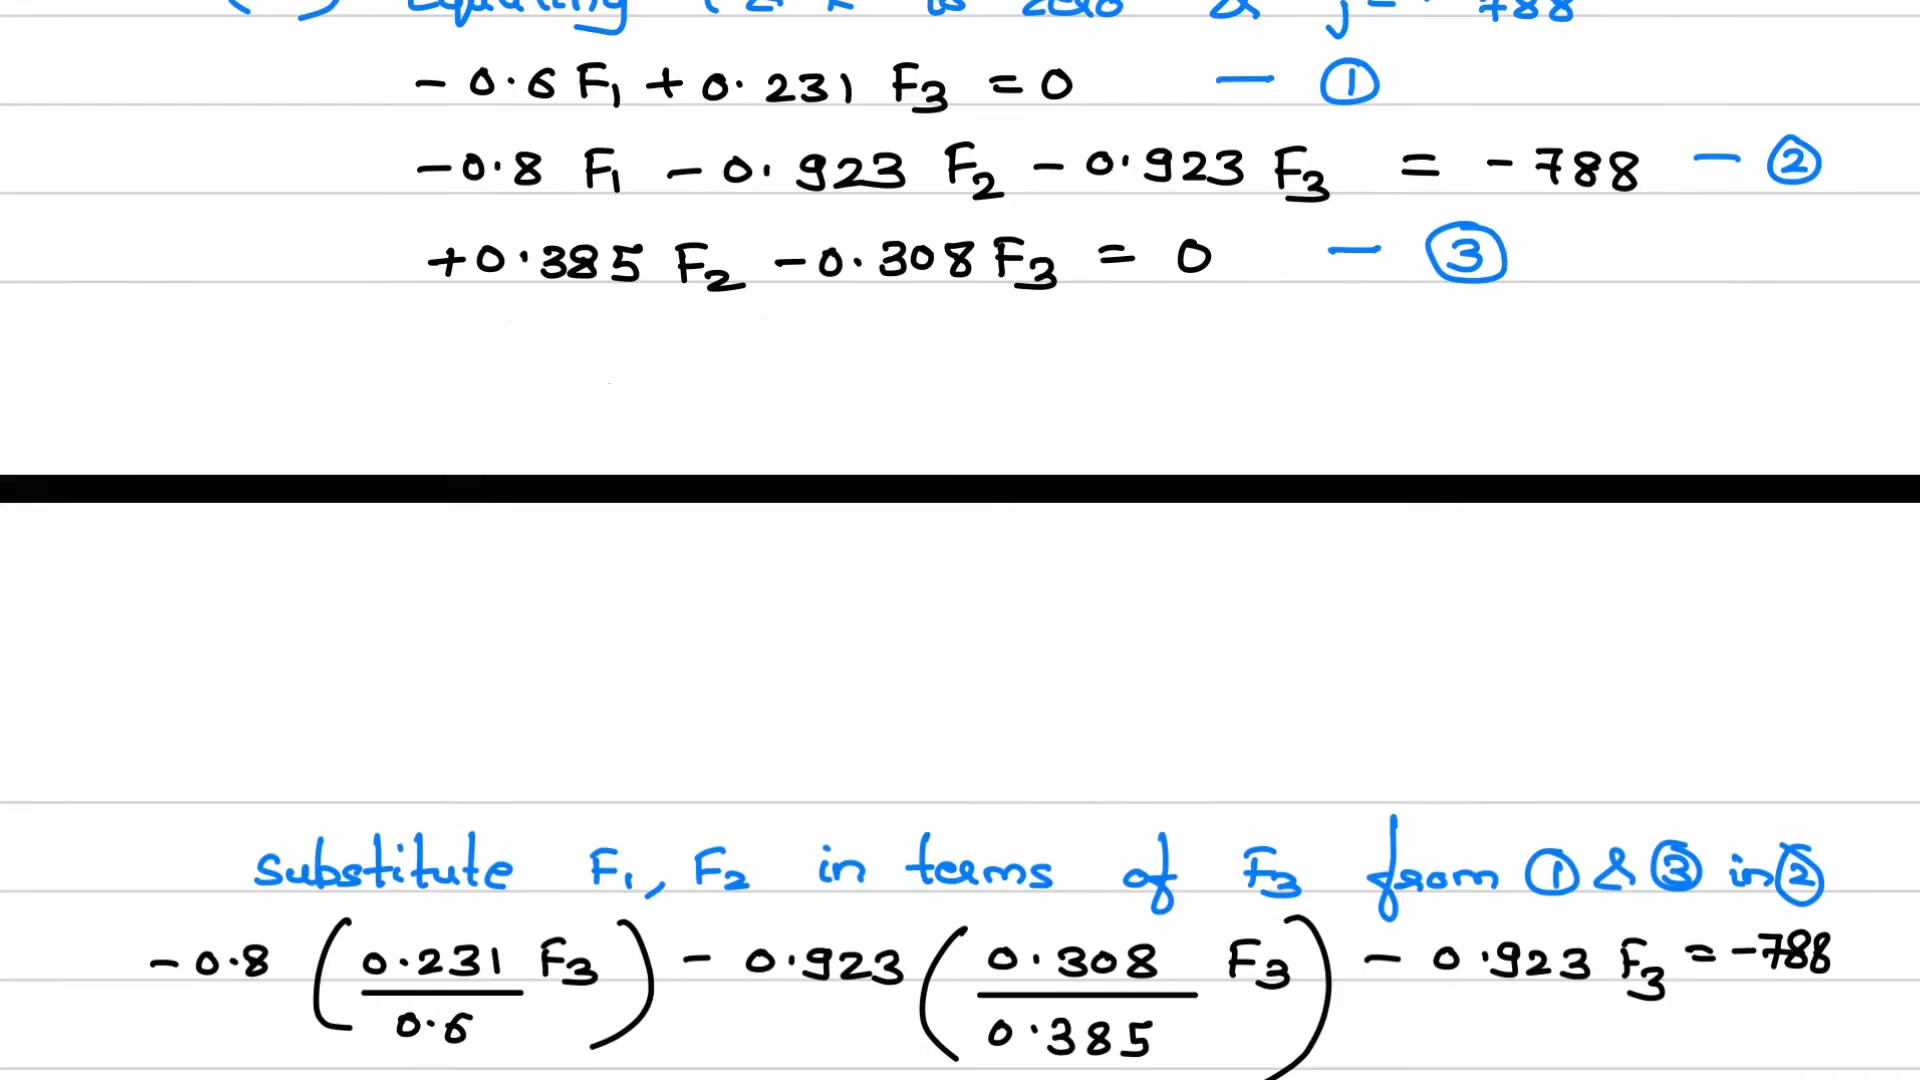 Equating
- 0.6 F₁ + 0.231 F₃ = 0 — ①
-0.8 F₁ - 0.923 F₂ - 0.923 F₃ = -788 — ②
+0.385 F₂ - 0.308 F₃ = 0 — ③
substitute F₁, F₂ in terms of F₃ from ① & ③ in ②
-0.8 (0.231/0.6 F₃) - 0.923 (0.308/0.385 F₃) - 0.923 F₃ = -788